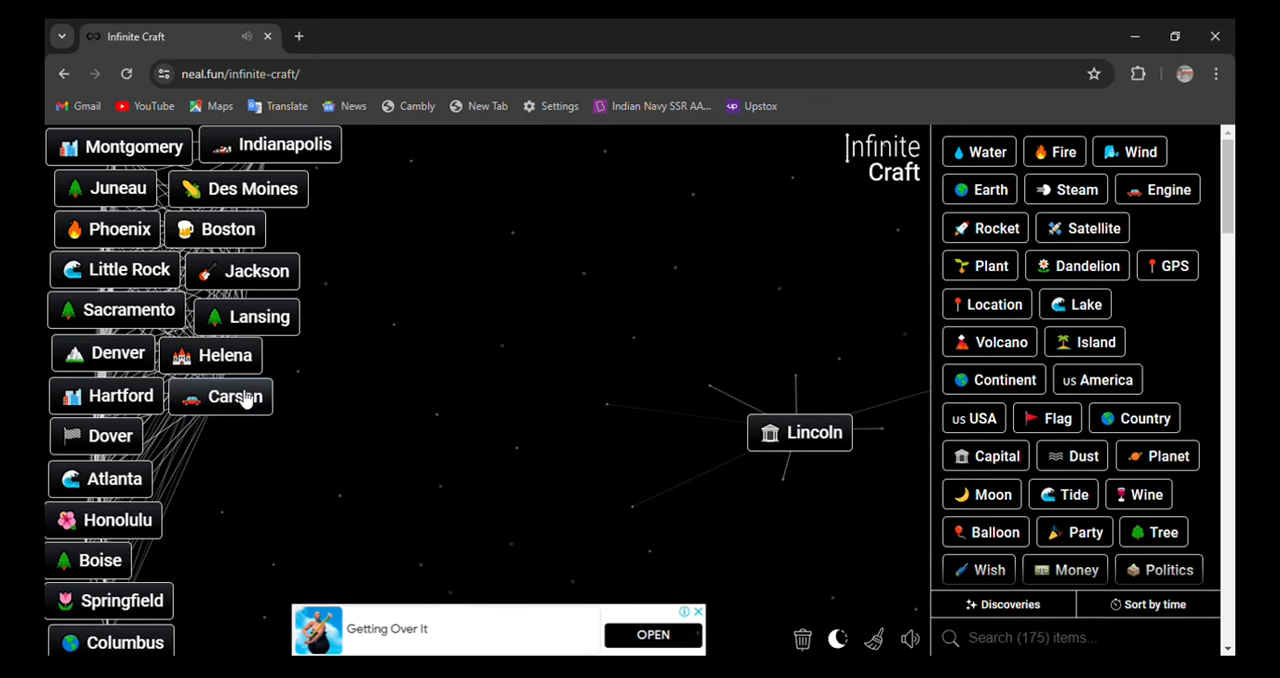 Infinite Craft
neal.fun/infinite-craft/
Gmail YouTube Maps Translate News Cambly New Tab Settings Indian Navy SSR AA... Upstox
Montgomery Indianapolis
Juneau Des Moines
Phoenix Boston
Little Rock Jackson
Sacramento Lansing
Denver Helena
Hartford Carson
Dover
Atlanta
Honolulu
Boise
Springfield
Columbus
Lincoln
Infinite
Craft
Water Fire Wind
Earth Steam Engine
Rocket Satellite
Plant Dandelion GPS
Location Lake
Volcano Island
Continent us America
us USA Flag Country
Capital Dust Planet
Moon Tide Wine
Balloon Party Tree
Wish Money Politics
Discoveries Sort by time
Search (175) items...
Getting Over It
OPEN